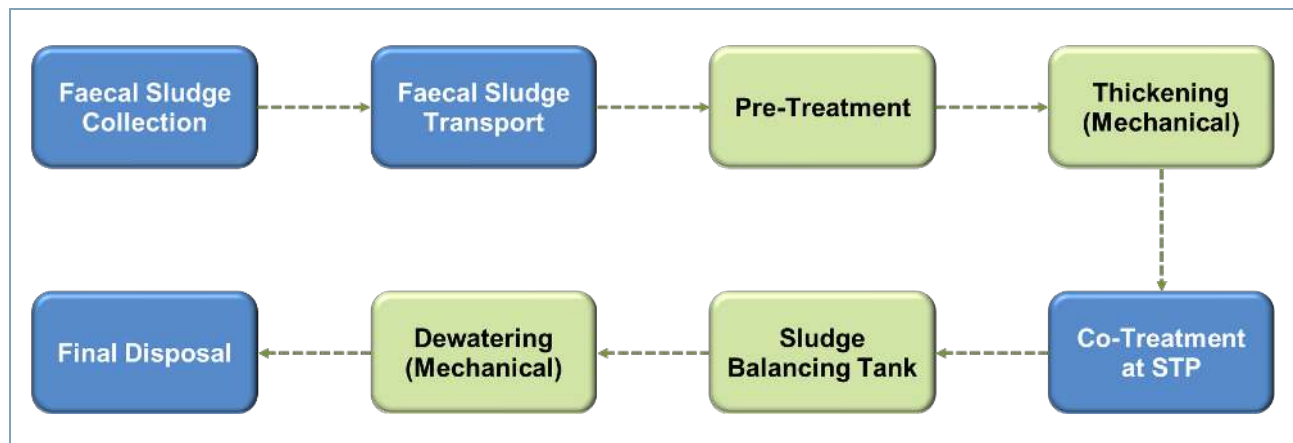 Faecal Sludge
Collection
Faecal Sludge
Transport
Pre-Treatment
Thickening
(Mechanical)
Co-Treatment
at STP
Sludge
Balancing Tank
Dewatering
(Mechanical)
Final Disposal